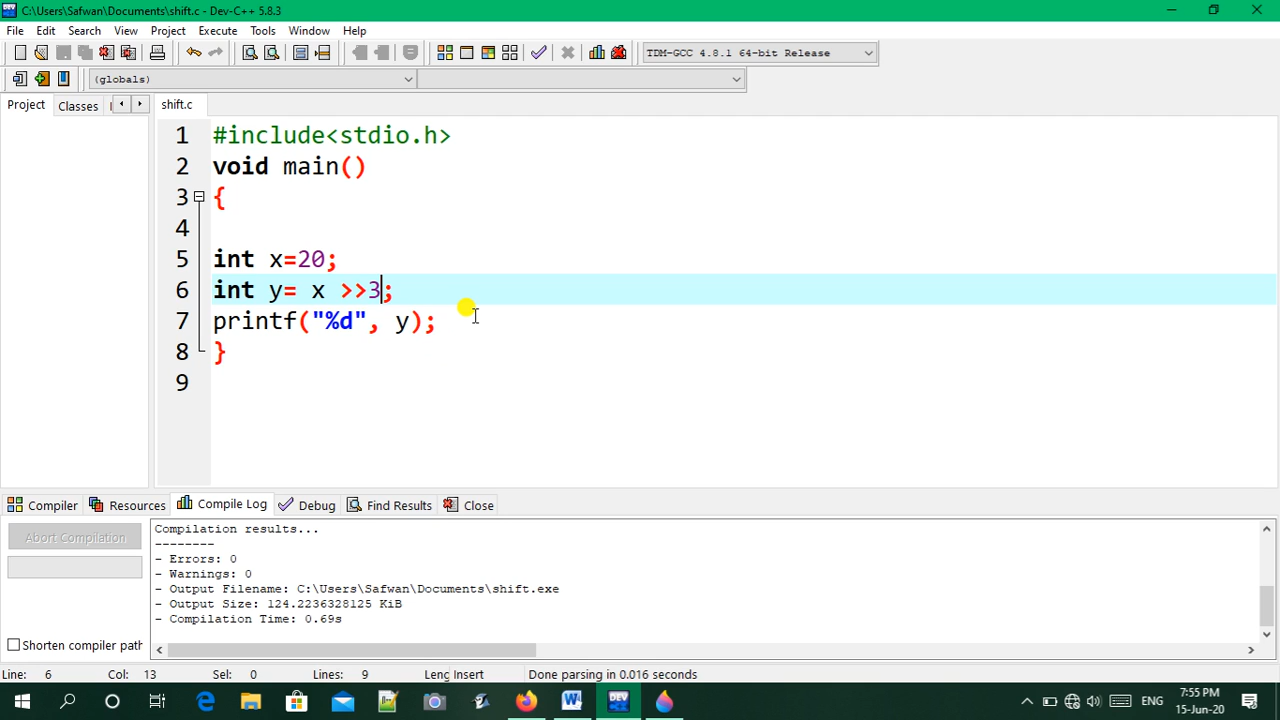 C:\Users\Safwan\Documents\shift.c - Dev-C++ 5.8.3
File Edit Search View Project Execute Tools Window Help
TDM-GCC 4.8.1 64-bit Release
(globals)
Project Classes shift.c
1 #include<stdio.h>
2 void main()
3 {
4
5 int x=20;
6 int y= x >>3;
7 printf("%d", y);
8 }
9
Compiler Resources Compile Log Debug Find Results Close
Abort Compilation
Shorten compiler path
Compilation results...
--------
- Errors: 0
- Warnings: 0
- Output Filename: C:\Users\Safwan\Documents\shift.exe
- Output Size: 124.2236328125 KiB
- Compilation Time: 0.69s
Line: 6 Col: 13 Sel: 0 Lines: 9 Leng Insert Done parsing in 0.016 seconds
ENG 7:55 PM
15-Jun-20